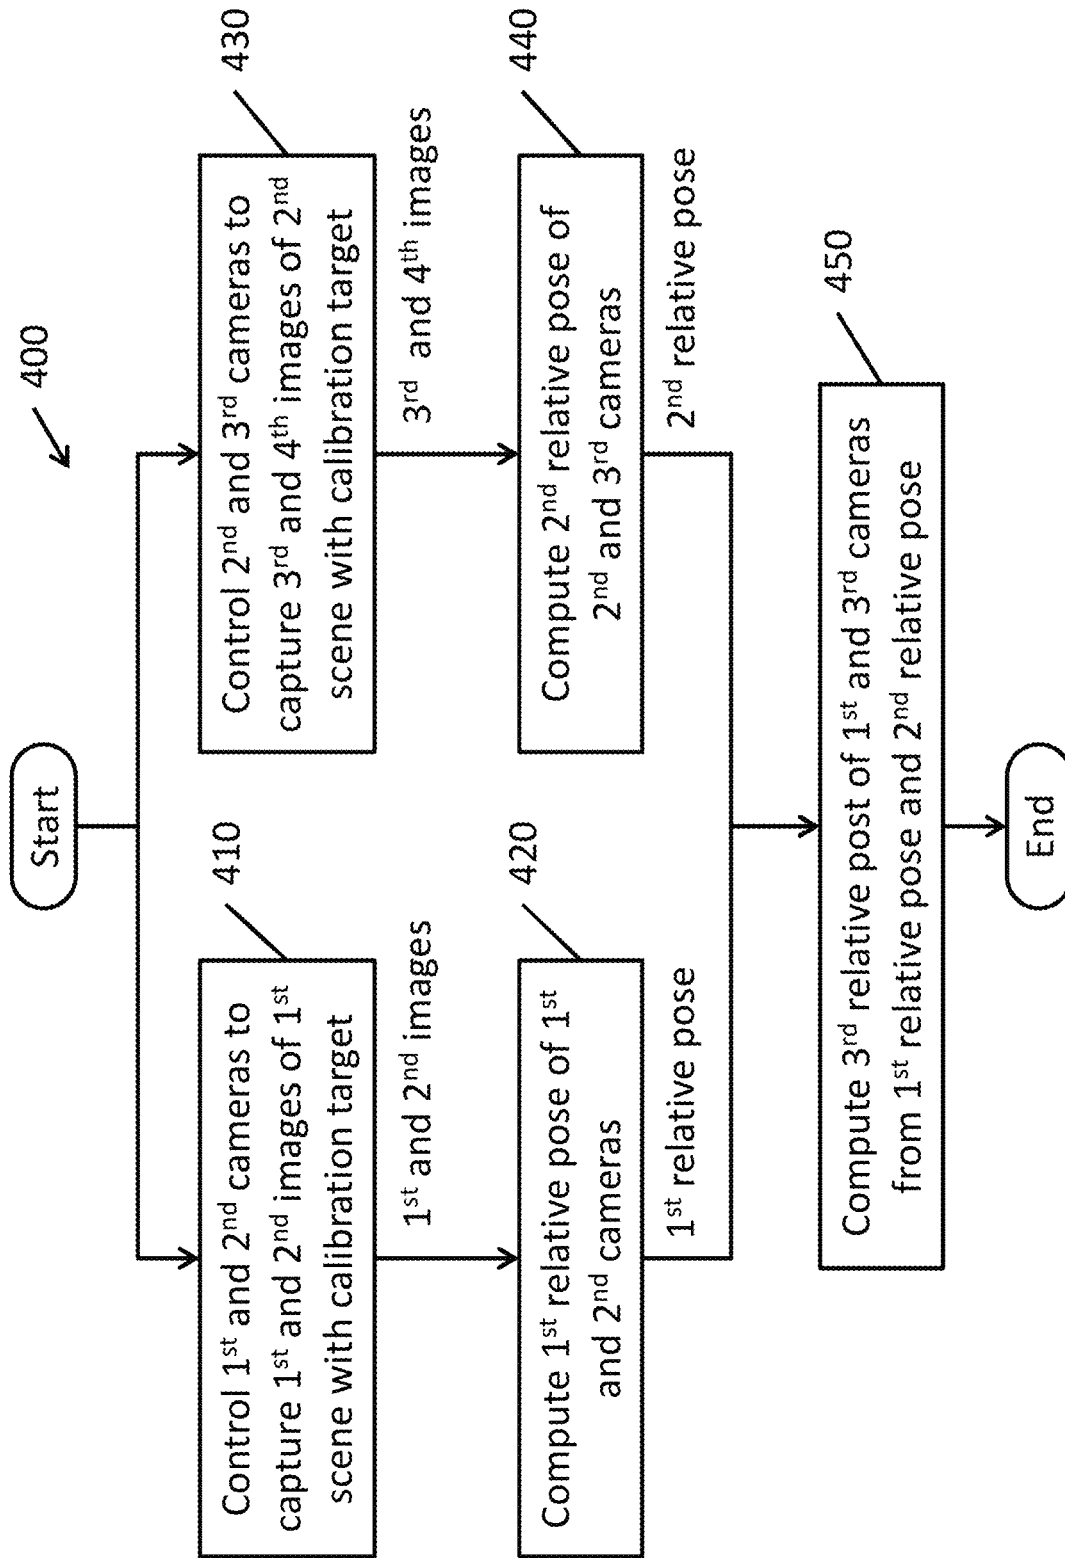 400
Start
410
Control 1st and 2nd cameras to
capture 1st and 2nd images of 1st
scene with calibration target
1st and 2nd images
420
Compute 1st relative pose of 1st
and 2nd cameras
1st relative pose
430
Control 2nd and 3rd cameras to
capture 3rd and 4th images of 2nd
scene with calibration target
3rd and 4th images
440
Compute 2nd relative pose of
2nd and 3rd cameras
2nd relative pose
450
Compute 3rd relative post of 1st and 3rd cameras
from 1st relative pose and 2nd relative pose
End